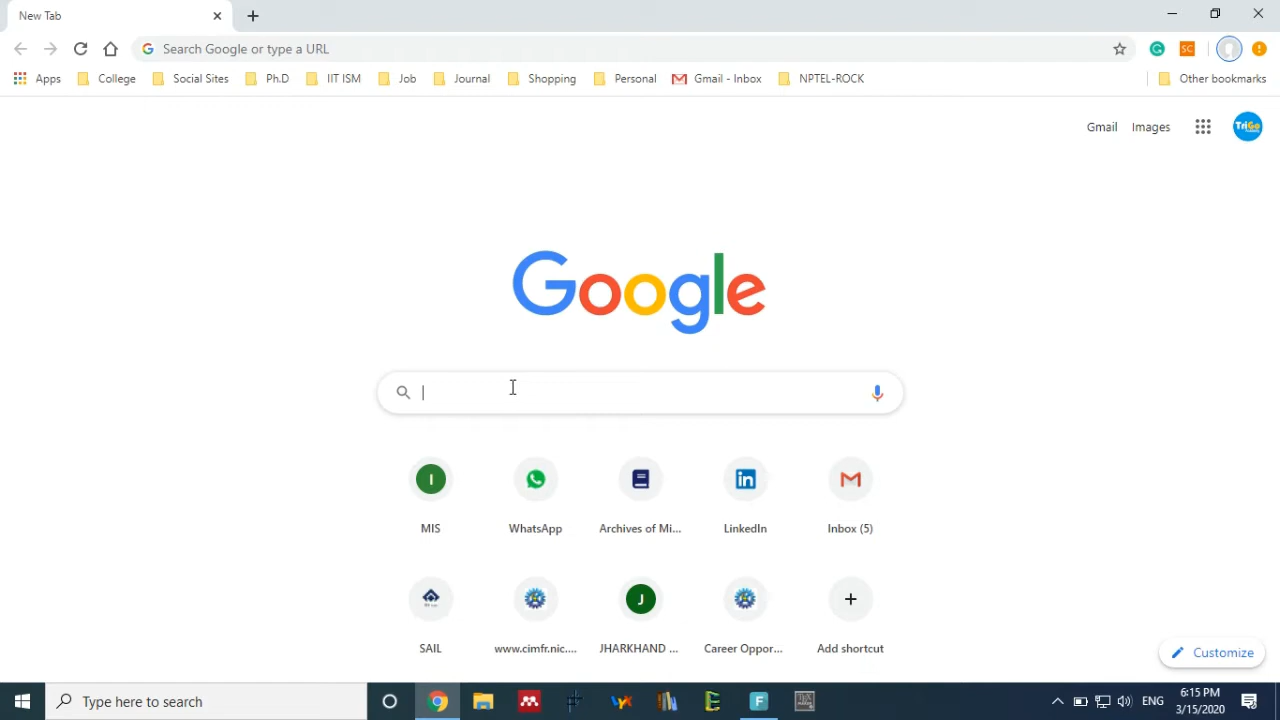 New Tab
Search Google or type a URL
SC
Apps College Social Sites Ph.D IIT ISM Job Journal Shopping Personal Gmail - Inbox NPTEL-ROCK Other bookmarks
Gmail Images TriGo
Google
I
MIS WhatsApp Archives of Mi... LinkedIn Inbox (5)
J
SAIL www.cimfr.nic.... JHARKHAND ... Career Oppor... Add shortcut
Customize
Type here to search
ENG
6:15 PM
3/15/2020